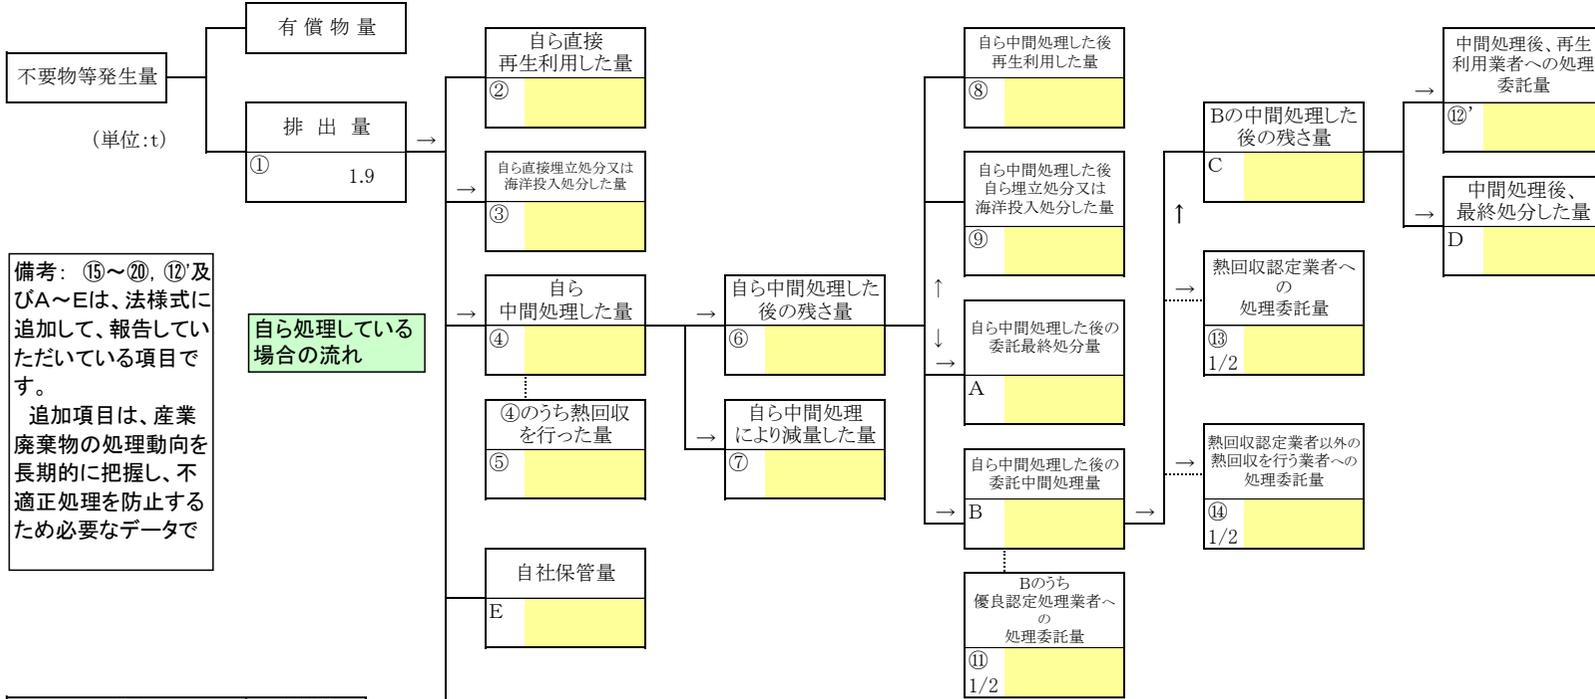 有 償 物 量
不要物等発生量
(単位:t)
排 出 量
→
①
1.9
備考: ⑮～⑳, ⑫'及
びA～Eは、法様式に
追加して、報告してい
ただいている項目で
す。
追加項目は、産業
廃棄物の処理動向を
長期的に把握し、不
適正処理を防止する
ため必要なデータで
自ら処理している
場合の流れ
自ら直接
再生利用した量
②
→
自ら直接埋立処分又は
海洋投入処分した量
③
→
自ら
中間処理した量
④
④のうち熱回収
を行った量
⑤
自社保管量
E
→
自ら中間処理した
後の残さ量
⑥
→
自ら中間処理
により減量した量
⑦
自ら中間処理した後
再生利用した量
⑧
自ら中間処理した後
自ら埋立処分又は
海洋投入処分した量
⑨
↑
↓
→
自ら中間処理した後の
委託最終処分量
A
→
自ら中間処理した後の
委託中間処理量
B
→
Bのうち
優良認定処理業者へ
の
処理委託量
⑪
1/2
Bの中間処理した
後の残さ量
C
↑
→
熱回収認定業者へ
の
処理委託量
⑬
1/2
→
熱回収認定業者以外の
熱回収を行う業者への
処理委託量
⑭
1/2
→
中間処理後、再生
利用業者への処理
委託量
⑫'
→
中間処理後、
最終処分した量
D